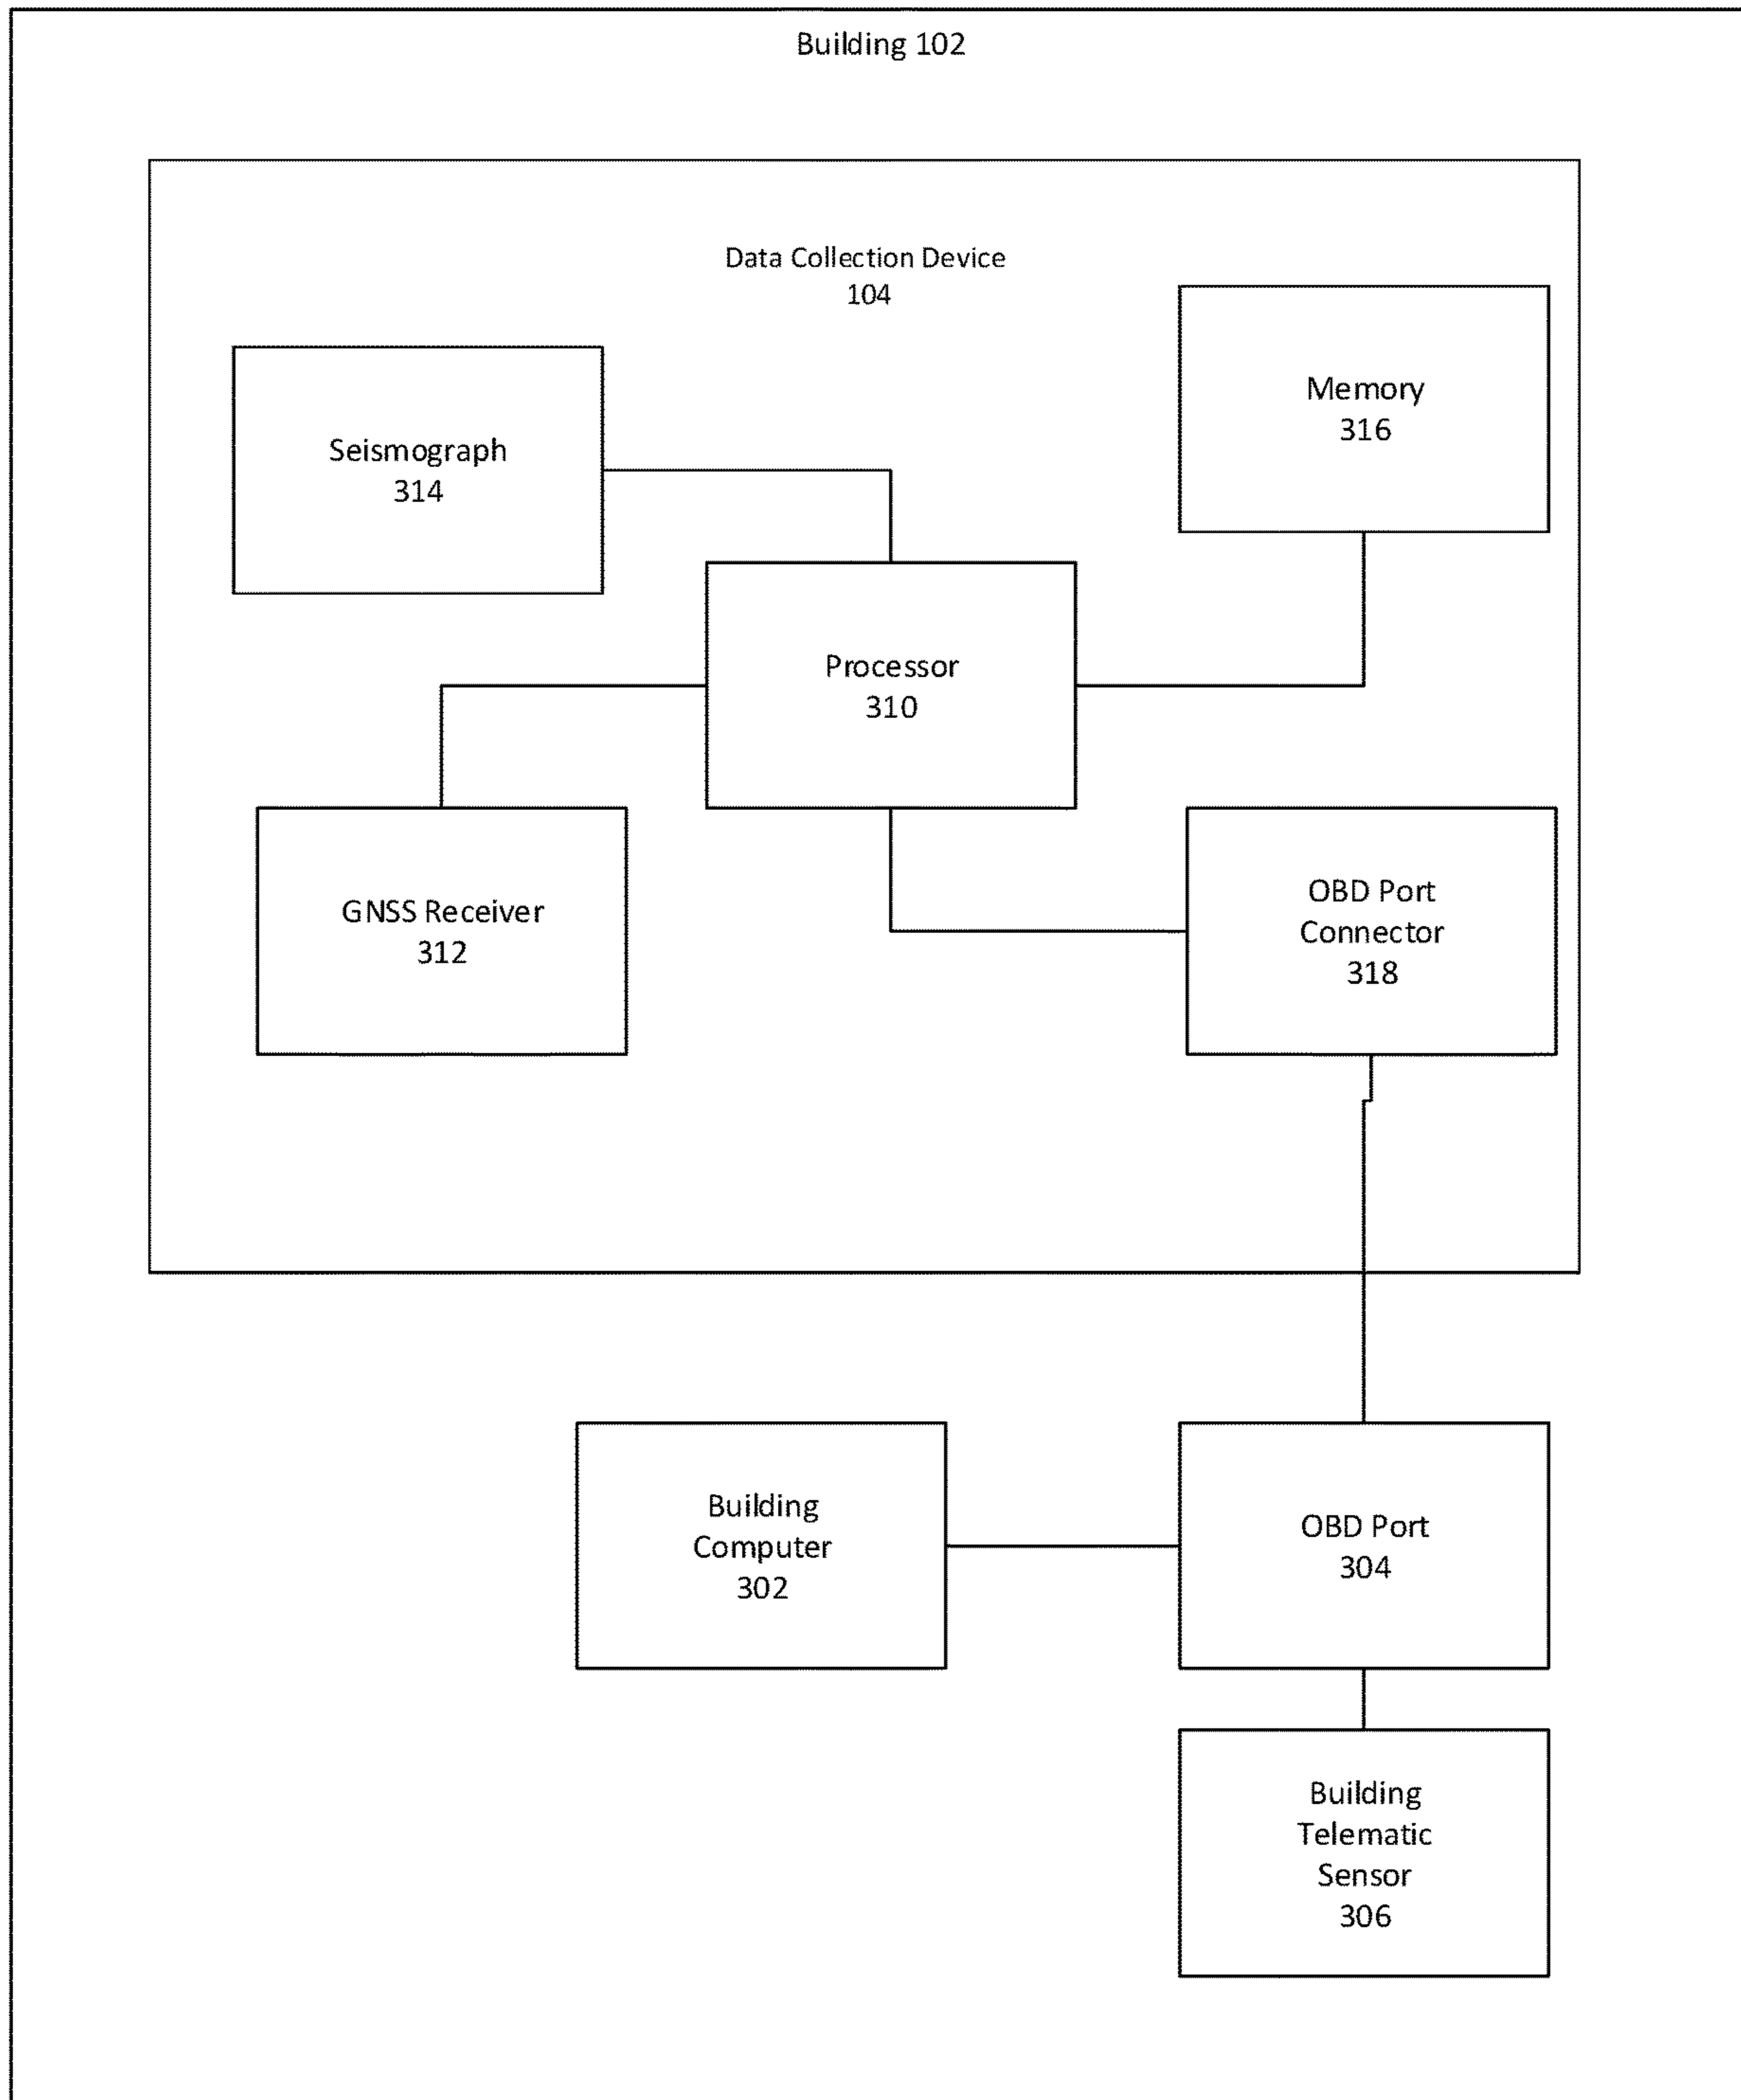 Building 102
Data Collection Device
104
Memory
316
Seismograph
314
Processor
310
OBD Port
Connector
318
GNSS Receiver
312
Building
Computer
302
OBD Port
304
Building
Telematic
Sensor
306